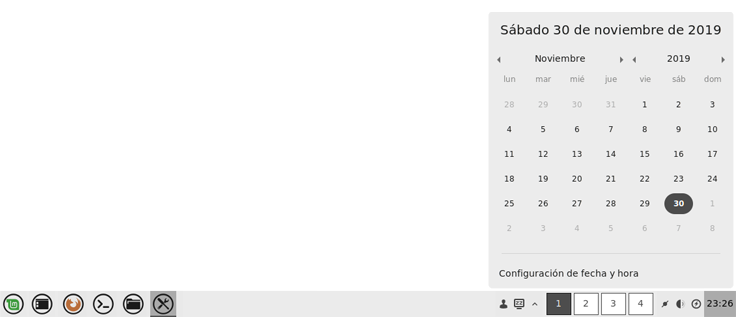 Sábado 30 de noviembre de 2019
Noviembre 2019
lun mar mié jue vie sáb dom
28 29 30 31 1 2 3
4 5 6 7 8 9 10
11 12 13 14 15 16 17
18 19 20 21 22 23 24
25 26 27 28 29 30 1
2 3 4 5 6 7 8
Configuración de fecha y hora
1 2 3 4 23:26